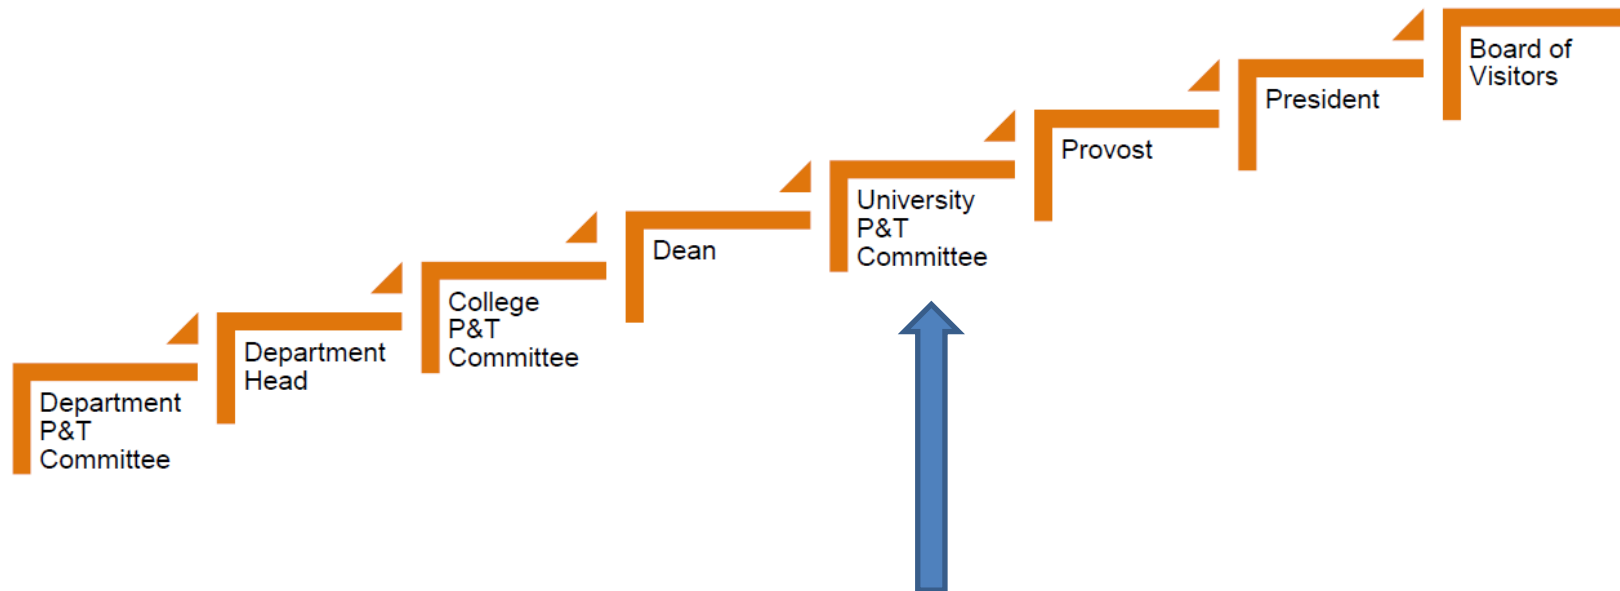 Department
P&T
Committee
Department
Head
College
P&T
Committee
Dean
University
P&T
Committee
Provost
President
Board of
Visitors